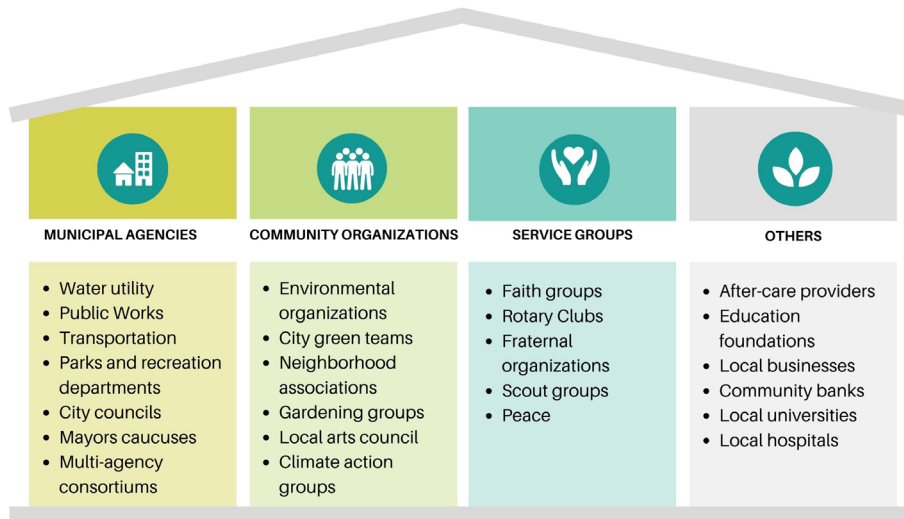 MUNICIPAL AGENCIES
• Water utility
• Public Works
• Transportation
• Parks and recreation
departments
• City councils
• Mayors caucuses
• Multi-agency
consortiums
COMMUNITY ORGANIZATIONS
• Environmental
organizations
• City green teams
• Neighborhood
associations
• Gardening groups
• Local arts council
• Climate action
groups
SERVICE GROUPS
• Faith groups
• Rotary Clubs
• Fraternal
organizations
• Scout groups
• Peace
OTHERS
• After-care providers
• Education
foundations
• Local businesses
• Community banks
• Local universities
• Local hospitals